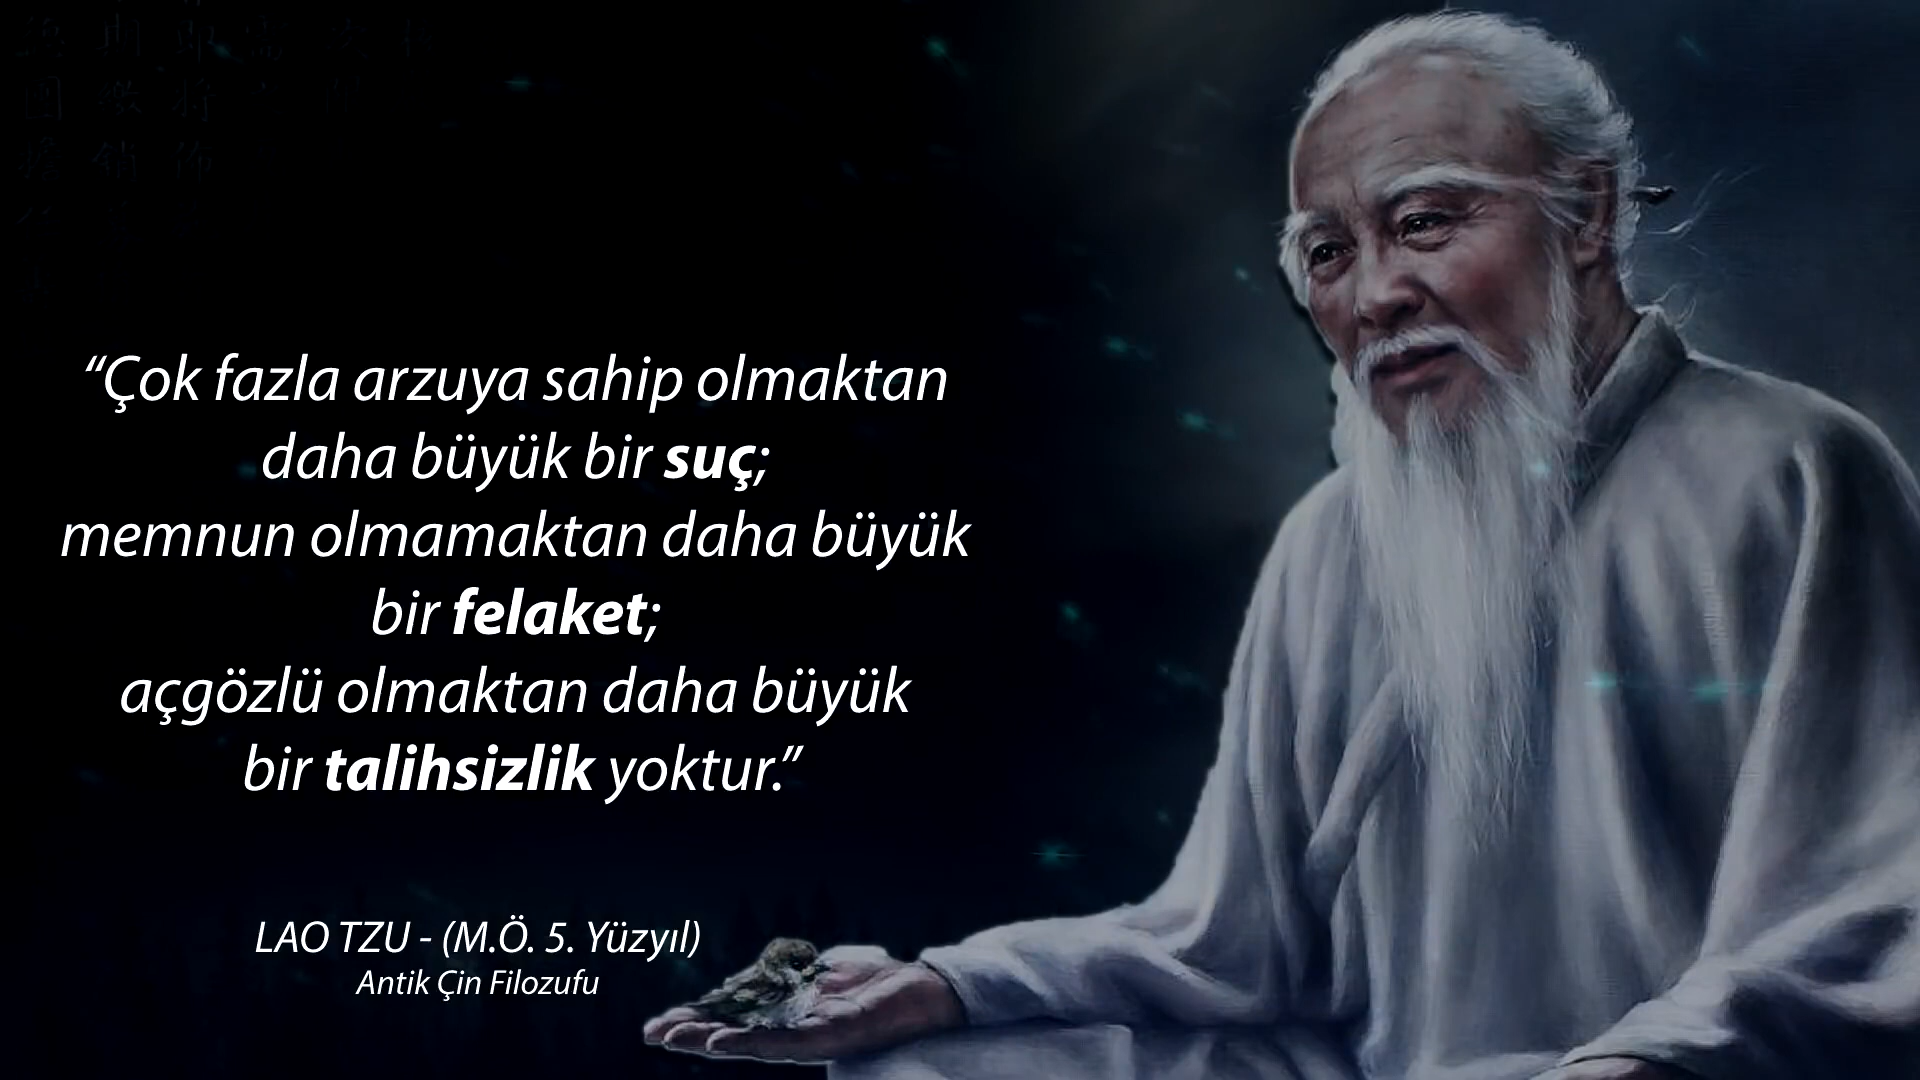 “Çok fazla arzuya sahip olmaktan
daha büyük bir suç;
memnun olmamaktan daha büyük
bir felaket;
açgözlü olmaktan daha büyük
bir talihsizlik yoktur.”
LAO TZU - (M.Ö. 5. Yüzyıl)
Antik Çin Filozufu